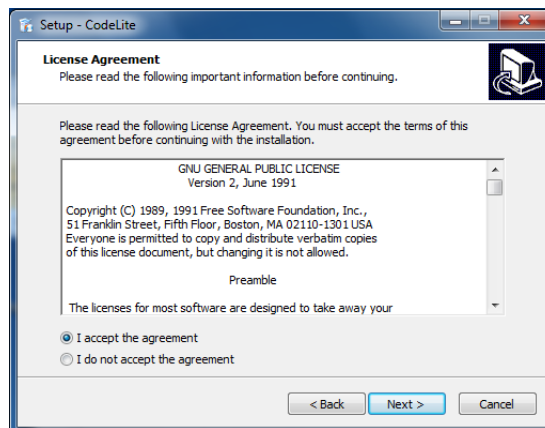 Setup - CodeLite
License Agreement
Please read the following important information before continuing.
Please read the following License Agreement. You must accept the terms of this
agreement before continuing with the installation.
GNU GENERAL PUBLIC LICENSE
Version 2, June 1991
Copyright (C) 1989, 1991 Free Software Foundation, Inc.,
51 Franklin Street, Fifth Floor, Boston, MA 02110-1301 USA
Everyone is permitted to copy and distribute verbatim copies
of this license document, but changing it is not allowed.
Preamble
The licenses for most software are designed to take away your
I accept the agreement
I do not accept the agreement
< Back Next > Cancel